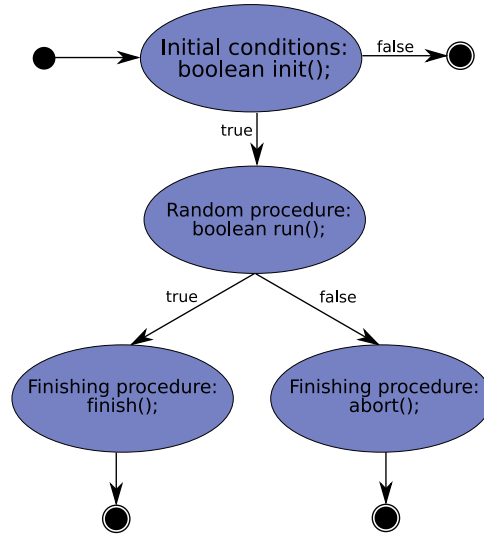 Initial conditions:
boolean init();
false
true
Random procedure:
boolean run();
true
false
Finishing procedure:
finish();
Finishing procedure:
abort();